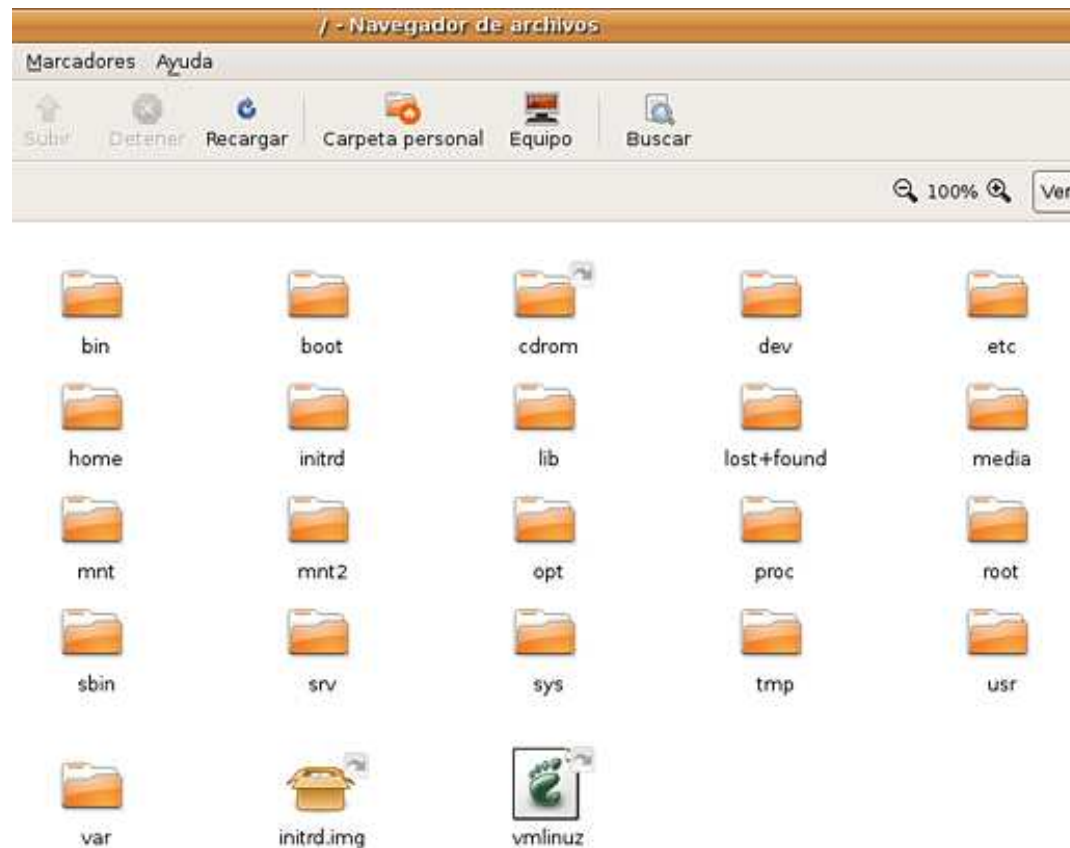 / - Navegador de archivos
Marcadores Ayuda
Subir Detener Recargar Carpeta personal Equipo Buscar
100% Ver
bin boot cdrom dev etc
home initrd lib lost+found media
mnt mnt2 opt proc root
sbin srv sys tmp usr
var initrd.img vmlinuz